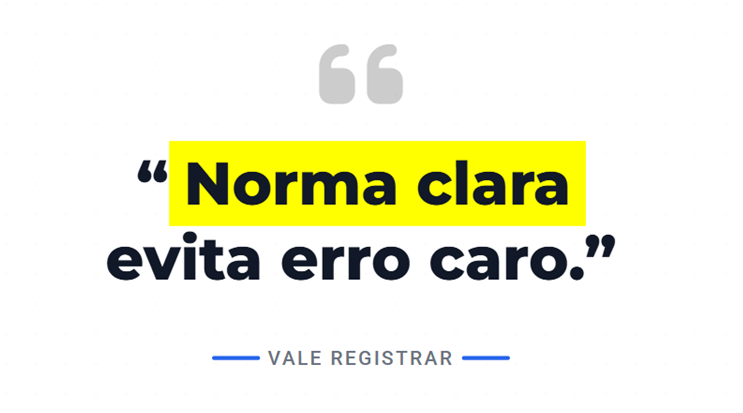 “ Norma clara
evita erro caro.”
VALE REGISTRAR